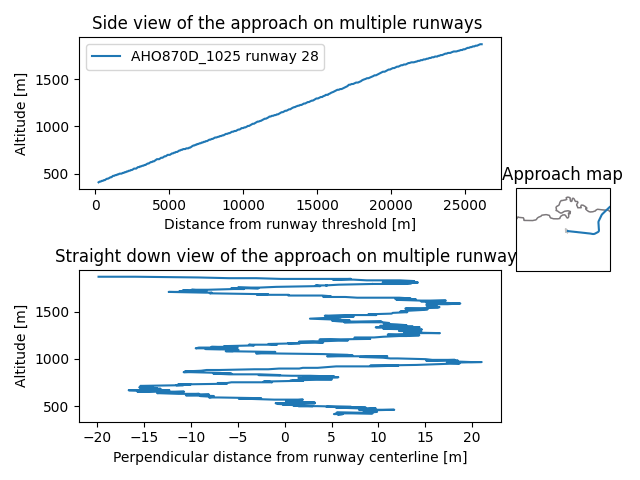 Side view of the approach on multiple runways
AHO870D_1025 runway 28
Altitude [m]
1500
1000
500
0
5000
10000
15000
20000
25000
Distance from runway threshold [m]
Approach map
Straight down view of the approach on multiple runway
Altitude [m]
1500
1000
500
−20
−15
−10
−5
0
5
10
15
20
Perpendicular distance from runway centerline [m]